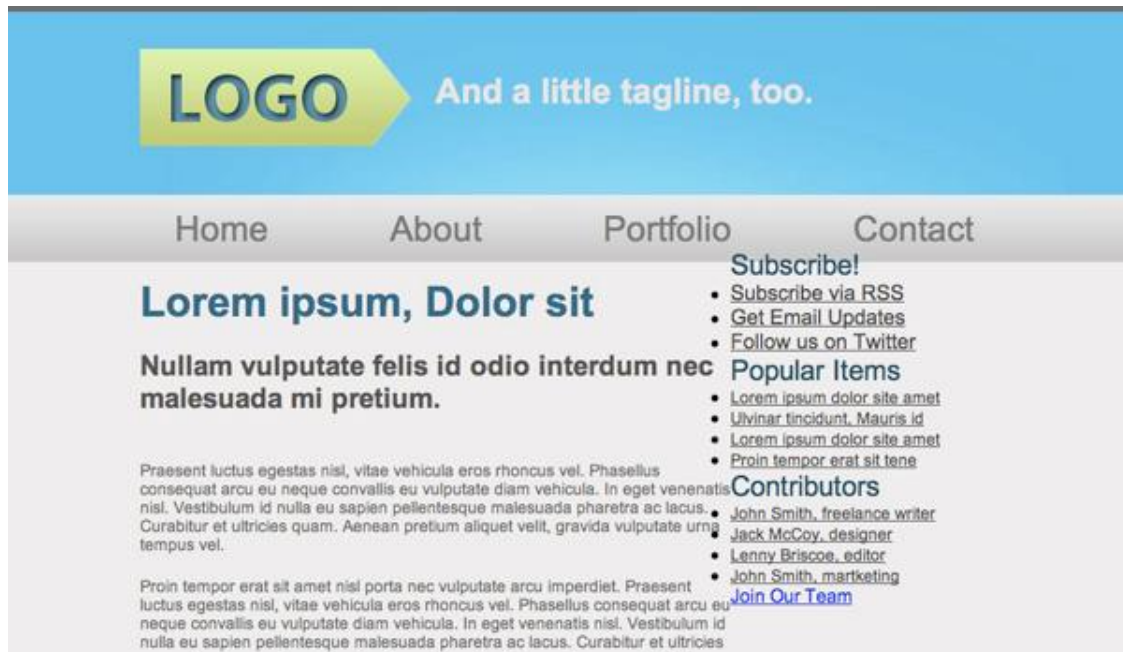 LOGO
And a little tagline, too.
Home About Portfolio Contact
Lorem ipsum, Dolor sit
Nullam vulputate felis id odio interdum nec
malesuada mi pretium.
Praesent luctus egestas nisl, vitae vehicula eros rhoncus vel. Phasellus
consequat arcu eu neque convallis eu vulputate diam vehicula. In eget venenatis
nisl. Vestibulum id nulla eu sapien pellentesque malesuada pharetra ac lacus.
Curabitur et ultricies quam. Aenean pretium aliquet velit, gravida vulputate urna
tempus vel.
Proin tempor erat sit amet nisl porta nec vulputate arcu imperdiet. Praesent
luctus egestas nisl, vitae vehicula eros rhoncus vel. Phasellus consequat arcu eu
neque convallis eu vulputate diam vehicula. In eget venenatis nisl. Vestibulum id
nulla eu sapien pellentesque malesuada pharetra ac lacus. Curabitur et ultricies
Subscribe!
Subscribe via RSS
Get Email Updates
Follow us on Twitter
Popular Items
Lorem ipsum dolor site amet
Ulvinar tincidunt, Mauris id
Lorem ipsum dolor site amet
Proin tempor erat sit tene
Contributors
John Smith, freelance writer
Jack McCoy, designer
Lenny Briscoe, editor
John Smith, martketing
Join Our Team